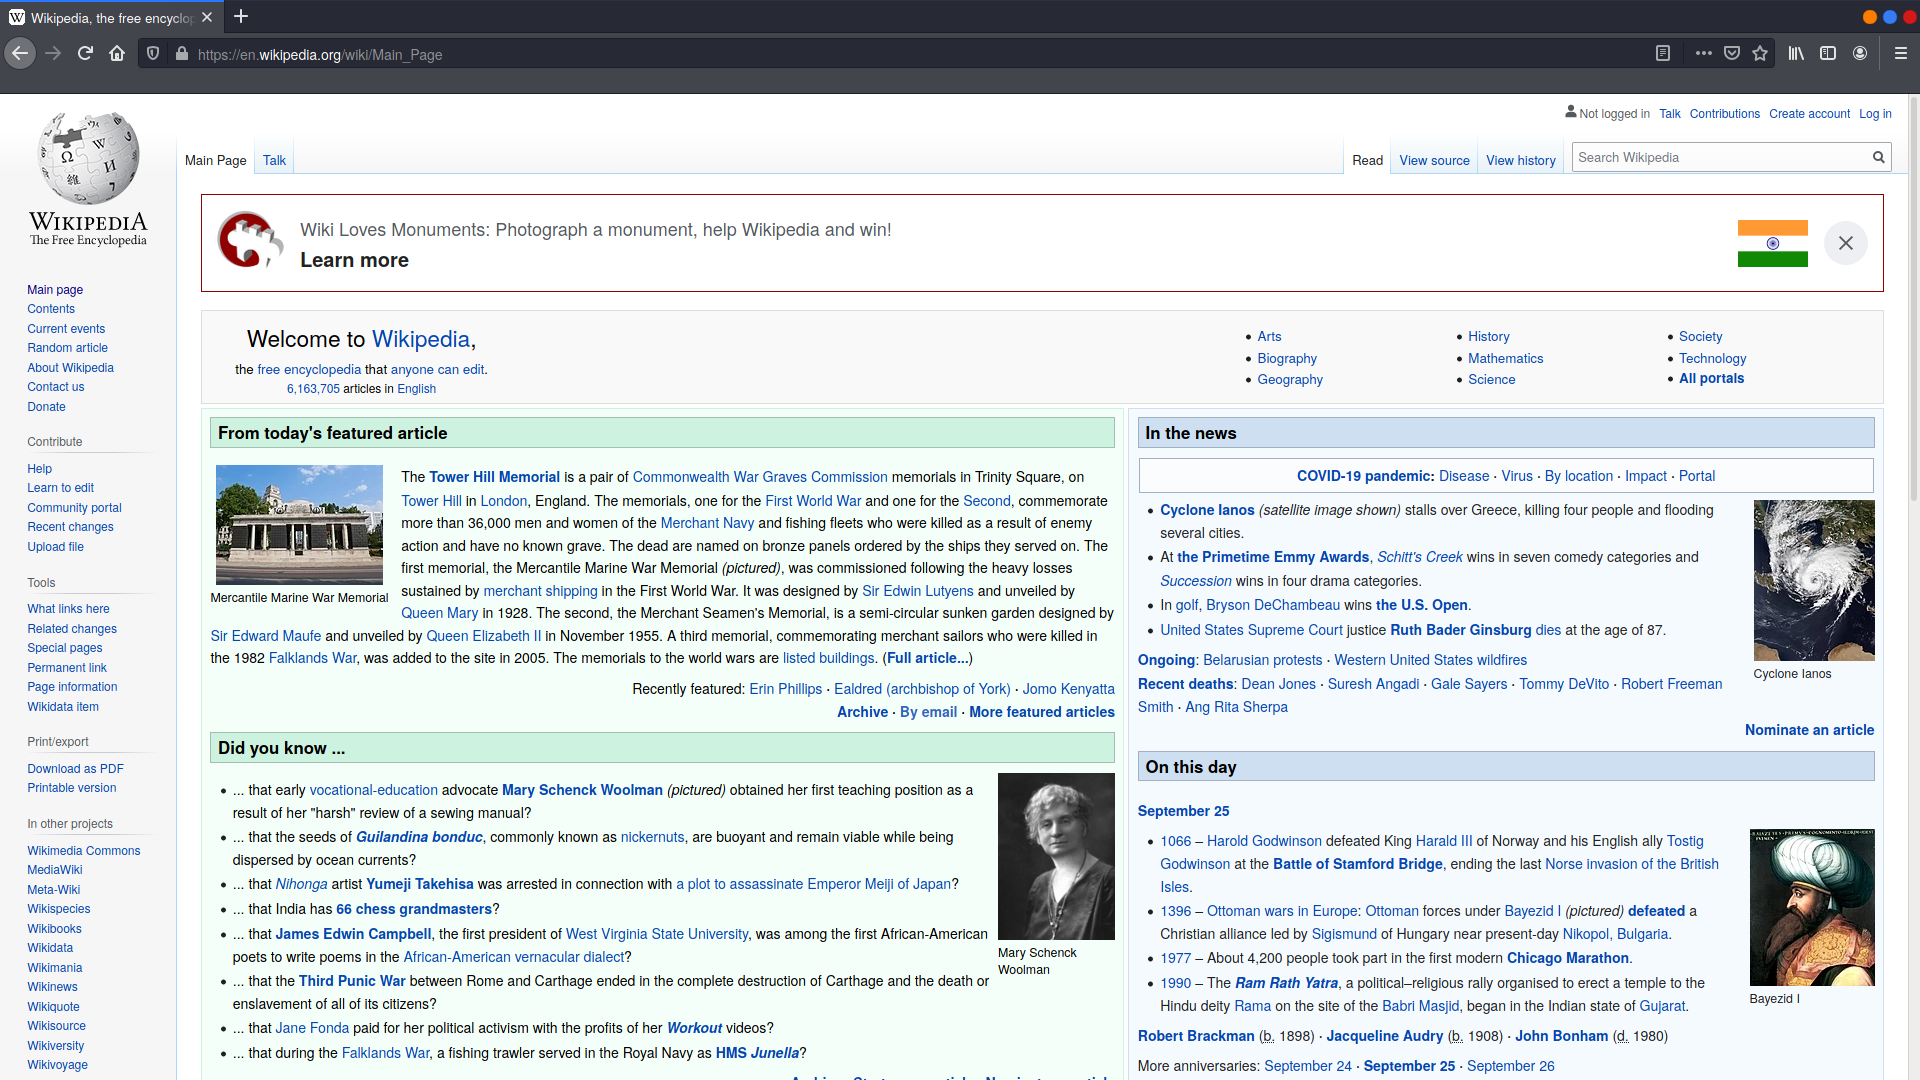 Wikipedia, the free encyclop
https://en.wikipedia.org/wiki/Main_Page
Not logged in Talk Contributions Create account Log in
Main Page Talk
Read View source View history Search Wikipedia
WIKIPEDIA
The Free Encyclopedia
Main page
Contents
Current events
Random article
About Wikipedia
Contact us
Donate
Contribute
Help
Learn to edit
Community portal
Recent changes
Upload file
Tools
What links here
Related changes
Special pages
Permanent link
Page information
Wikidata item
Print/export
Download as PDF
Printable version
In other projects
Wikimedia Commons
MediaWiki
Meta-Wiki
Wikispecies
Wikibooks
Wikidata
Wikimania
Wikinews
Wikiquote
Wikisource
Wikiversity
Wikivoyage
Wiki Loves Monuments: Photograph a monument, help Wikipedia and win!
Learn more
Welcome to Wikipedia,
the free encyclopedia that anyone can edit.
6,163,705 articles in English
• Arts
• Biography
• Geography
• History
• Mathematics
• Science
• Society
• Technology
• All portals
From today's featured article
The Tower Hill Memorial is a pair of Commonwealth War Graves Commission memorials in Trinity Square, on
Tower Hill in London, England. The memorials, one for the First World War and one for the Second, commemorate
more than 36,000 men and women of the Merchant Navy and fishing fleets who were killed as a result of enemy
action and have no known grave. The dead are named on bronze panels ordered by the ships they served on. The
first memorial, the Mercantile Marine War Memorial (pictured), was commissioned following the heavy losses
sustained by merchant shipping in the First World War. It was designed by Sir Edwin Lutyens and unveiled by
Queen Mary in 1928. The second, the Merchant Seamen's Memorial, is a semi-circular sunken garden designed by
Sir Edward Maufe and unveiled by Queen Elizabeth II in November 1955. A third memorial, commemorating merchant sailors who were killed in
the 1982 Falklands War, was added to the site in 2005. The memorials to the world wars are listed buildings. (Full article...)
Mercantile Marine War Memorial
Recently featured: Erin Phillips · Ealdred (archbishop of York) · Jomo Kenyatta
Archive · By email · More featured articles
Did you know ...
• ... that early vocational-education advocate Mary Schenck Woolman (pictured) obtained her first teaching position as a
result of her "harsh" review of a sewing manual?
• ... that the seeds of Guilandina bonduc, commonly known as nickernuts, are buoyant and remain viable while being
dispersed by ocean currents?
• ... that Nihonga artist Yumeji Takehisa was arrested in connection with a plot to assassinate Emperor Meiji of Japan?
• ... that India has 66 chess grandmasters?
• ... that James Edwin Campbell, the first president of West Virginia State University, was among the first African-American
poets to write poems in the African-American vernacular dialect?
• ... that the Third Punic War between Rome and Carthage ended in the complete destruction of Carthage and the death or
enslavement of all of its citizens?
• ... that Jane Fonda paid for her political activism with the profits of her Workout videos?
• ... that during the Falklands War, a fishing trawler served in the Royal Navy as HMS Junella?
Mary Schenck
Woolman
In the news
COVID-19 pandemic: Disease · Virus · By location · Impact · Portal
• Cyclone Ianos (satellite image shown) stalls over Greece, killing four people and flooding
several cities.
• At the Primetime Emmy Awards, Schitt's Creek wins in seven comedy categories and
Succession wins in four drama categories.
• In golf, Bryson DeChambeau wins the U.S. Open.
• United States Supreme Court justice Ruth Bader Ginsburg dies at the age of 87.
Cyclone Ianos
Ongoing: Belarusian protests · Western United States wildfires
Recent deaths: Dean Jones · Suresh Angadi · Gale Sayers · Tommy DeVito · Robert Freeman
Smith · Ang Rita Sherpa
Nominate an article
On this day
September 25
• 1066 – Harold Godwinson defeated King Harald III of Norway and his English ally Tostig
Godwinson at the Battle of Stamford Bridge, ending the last Norse invasion of the British
Isles.
• 1396 – Ottoman wars in Europe: Ottoman forces under Bayezid I (pictured) defeated a
Christian alliance led by Sigismund of Hungary near present-day Nikopol, Bulgaria.
• 1977 – About 4,200 people took part in the first modern Chicago Marathon.
• 1990 – The Ram Rath Yatra, a political–religious rally organised to erect a temple to the
Hindu deity Rama on the site of the Babri Masjid, began in the Indian state of Gujarat.
Bayezid I
Robert Brackman (b. 1898) · Jacqueline Audry (b. 1908) · John Bonham (d. 1980)
More anniversaries: September 24 · September 25 · September 26